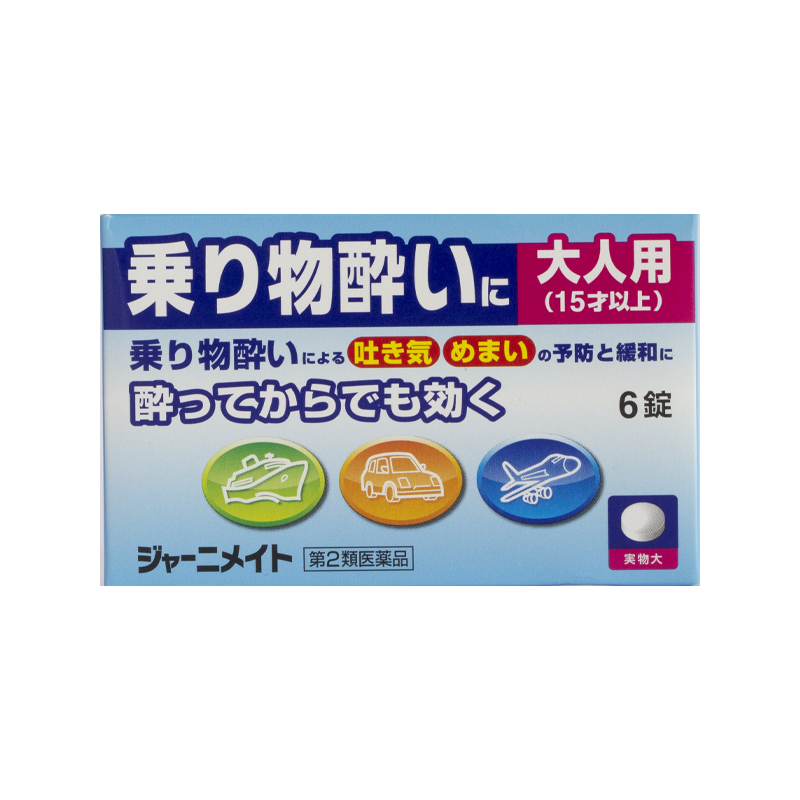 乗り物酔いに
大人用
(15才以上)
乗り物酔いによる 吐き気 めまい の予防と緩和に
酔ってからでも効く
6錠
ジャーニメイト 第2類医薬品
実物大